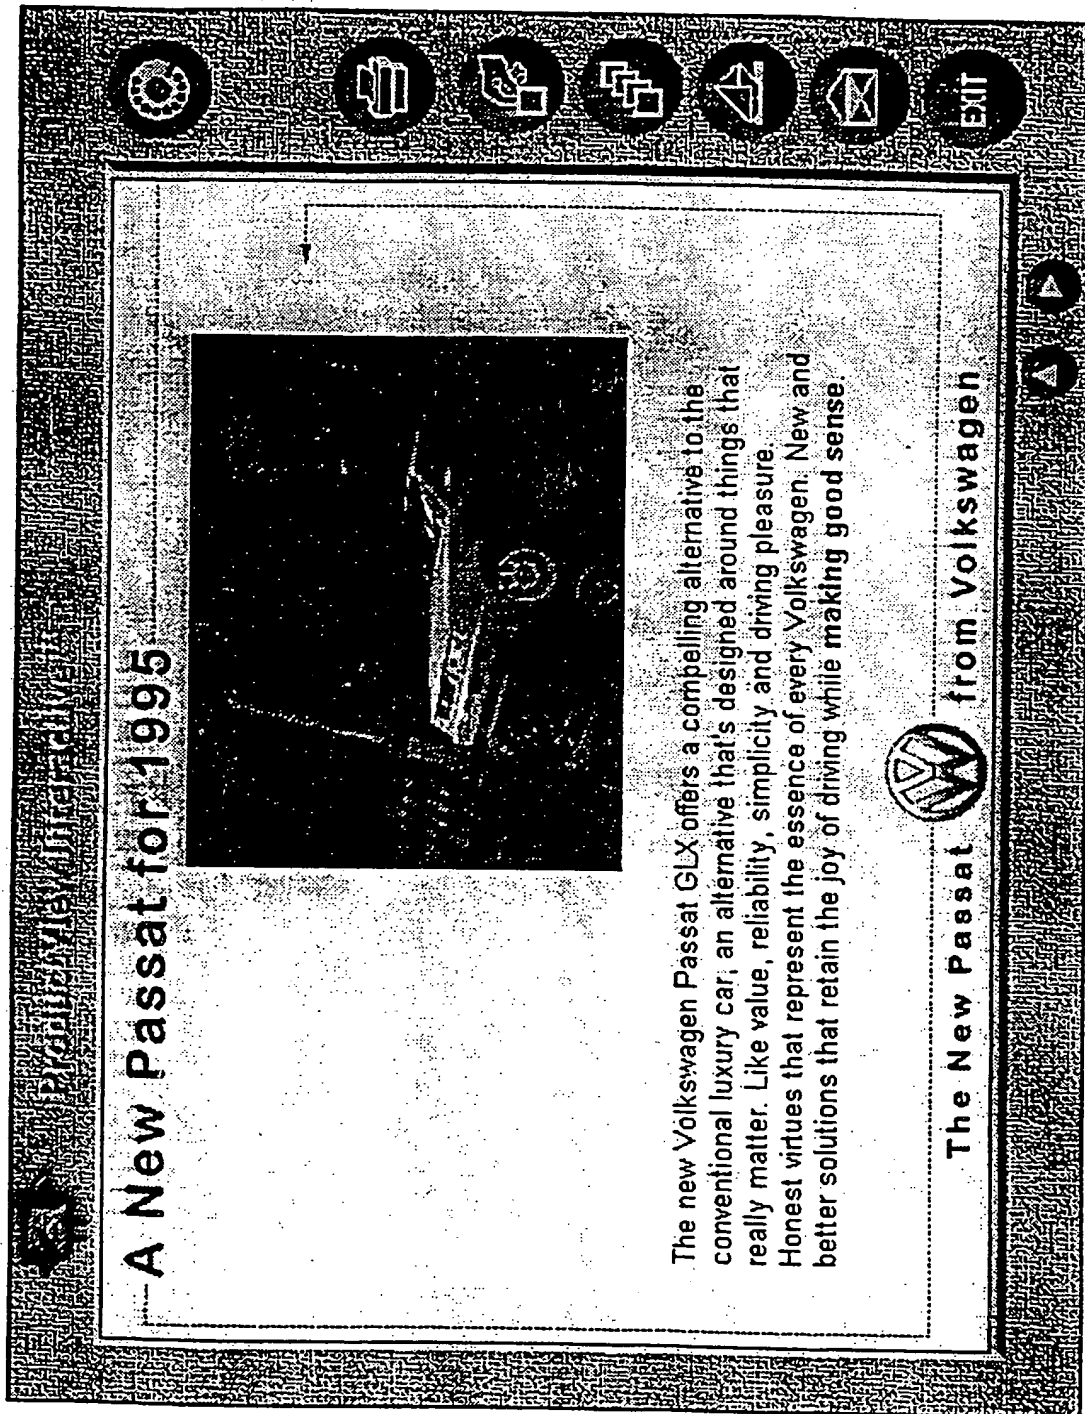 ProductView Interactive
A New Passat for 1995
The new Volkswagen Passat GLX offers a compelling alternative to the
conventional luxury car; an alternative that's designed around things that
really matter. Like value, reliability, simplicity and driving pleasure.
Honest virtues that represent the essence of every Volkswagen. New and
better solutions that retain the joy of driving while making good sense.
The New Passat from Volkswagen
EXIT